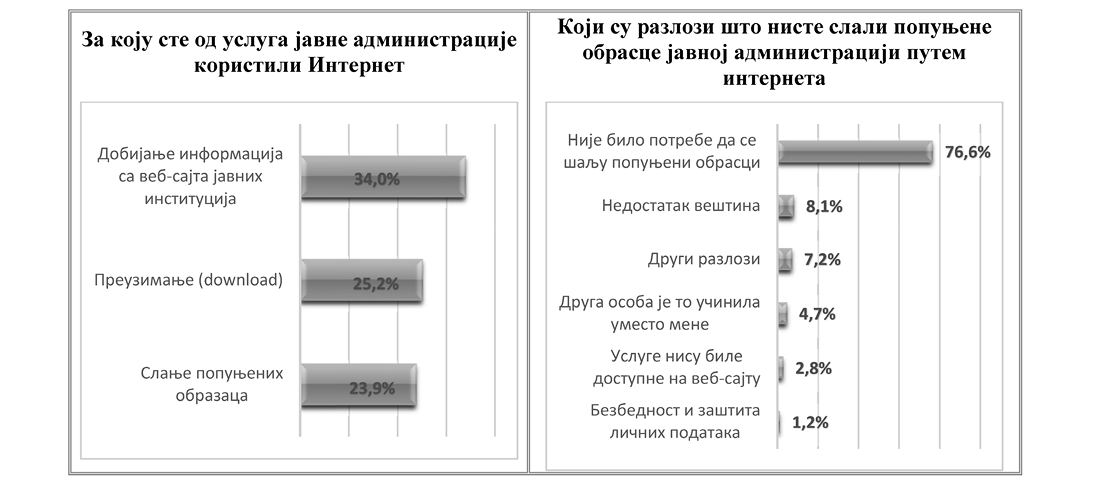 За коју сте од услуга јавне администрације
користили Интернет
Добијање информација
са веб-сајта јавних
институција
34,0%
Преузимање (download)
25,2%
Слање попуњених
образаца
23,9%
Који су разлози што нисте слали попуњене
обрасце јавној администрацији путем
интернета
Није било потребе да се
шаљу попуњени обрасци
76,6%
Недостатак вештина
8,1%
Други разлози
7,2%
Друга особа је то учинила
уместо мене
4,7%
Услуге нису биле
доступне на веб-сајту
2,8%
Безбедност и заштита
личних података
1,2%